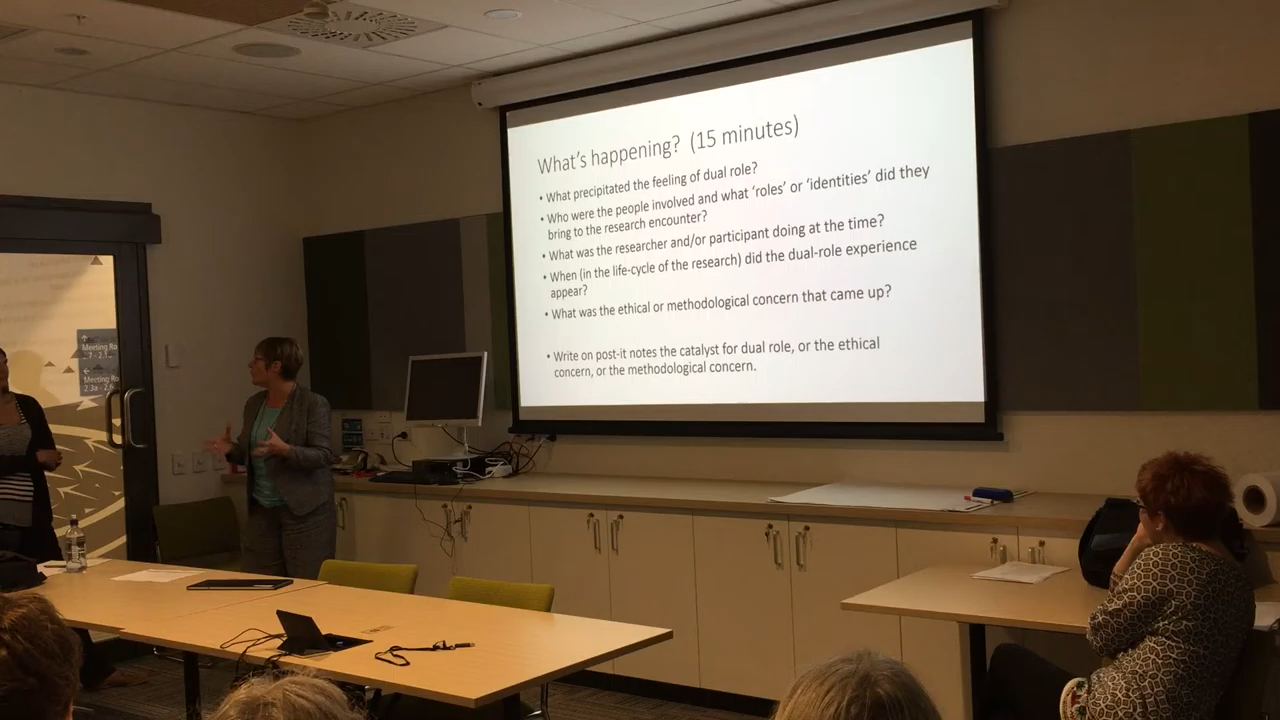 What's happening? (15 minutes)
• What precipitated the feeling of dual role?
• Who were the people involved and what 'roles' or 'identities' did they
bring to the research encounter?
• What was the researcher and/or participant doing at the time?
• When (in the life-cycle of the research) did the dual-role experience
appear?
• What was the ethical or methodological concern that came up?
• Write on post-it notes the catalyst for dual role, or the ethical
concern, or the methodological concern.
Meeting Ro
Meeting Ro